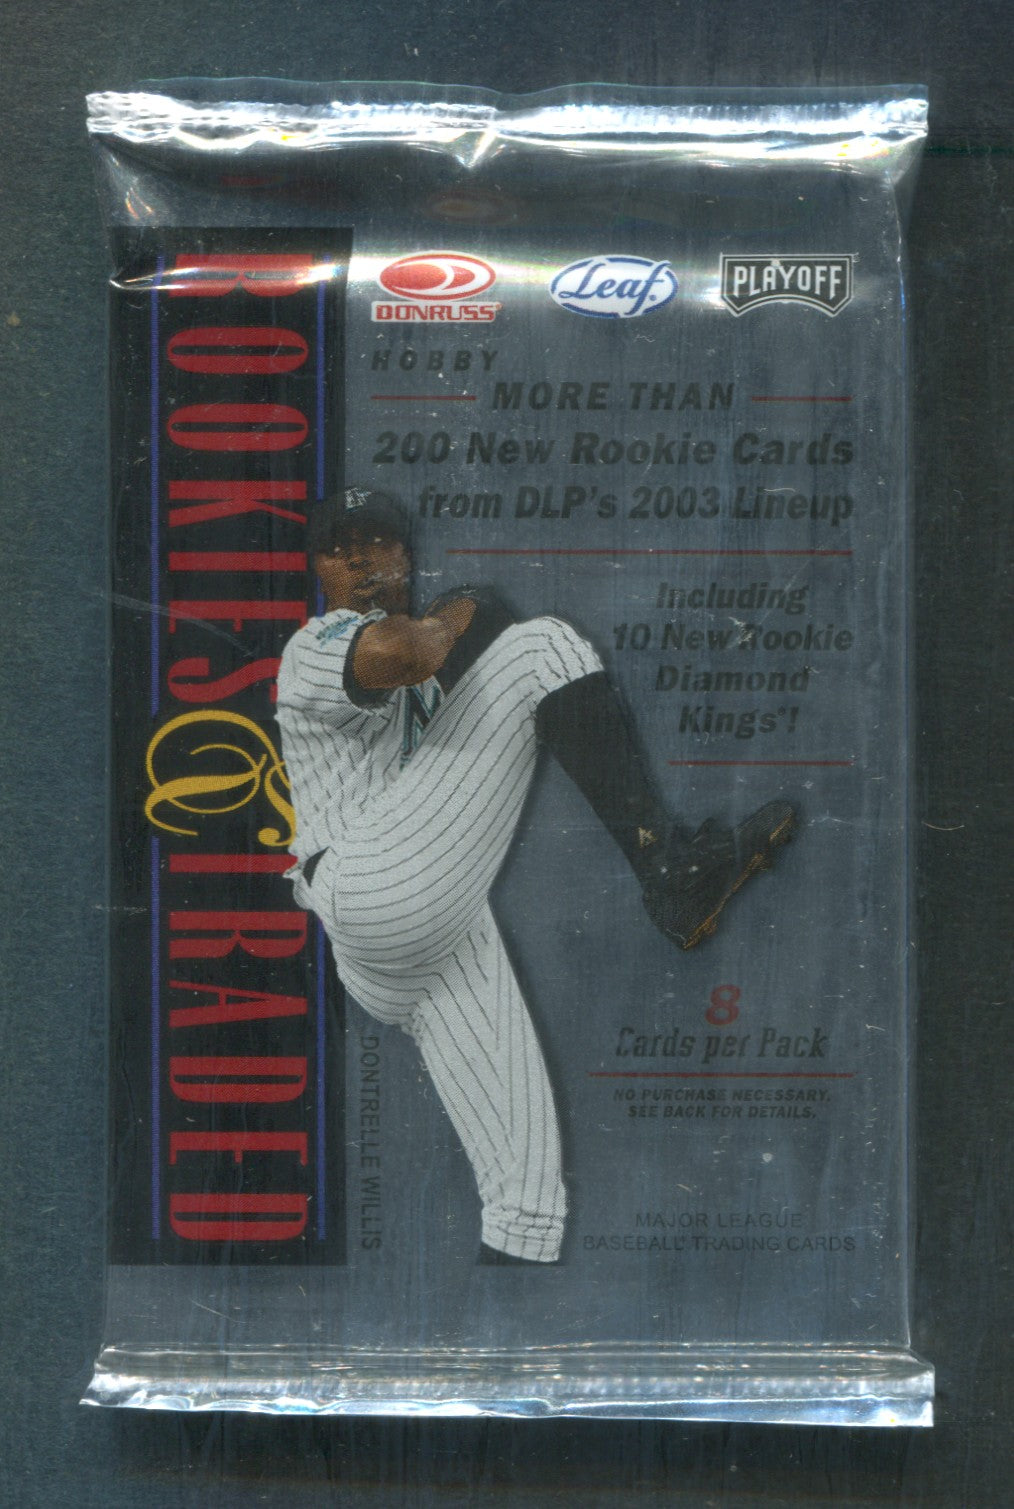 DONRUSS®
Leaf.
PLAYOFF
HOBBY
MORE THAN
200 New Rookie Cards
from DLP's 2003 Lineup
Including
10 New Rookie
Diamond
Kings®!
ROOKIES & TRADED
8
Cards per Pack
NO PURCHASE NECESSARY.
SEE BACK FOR DETAILS.
DONTRELLE WILLIS
MAJOR LEAGUE
BASEBALL® TRADING CARDS